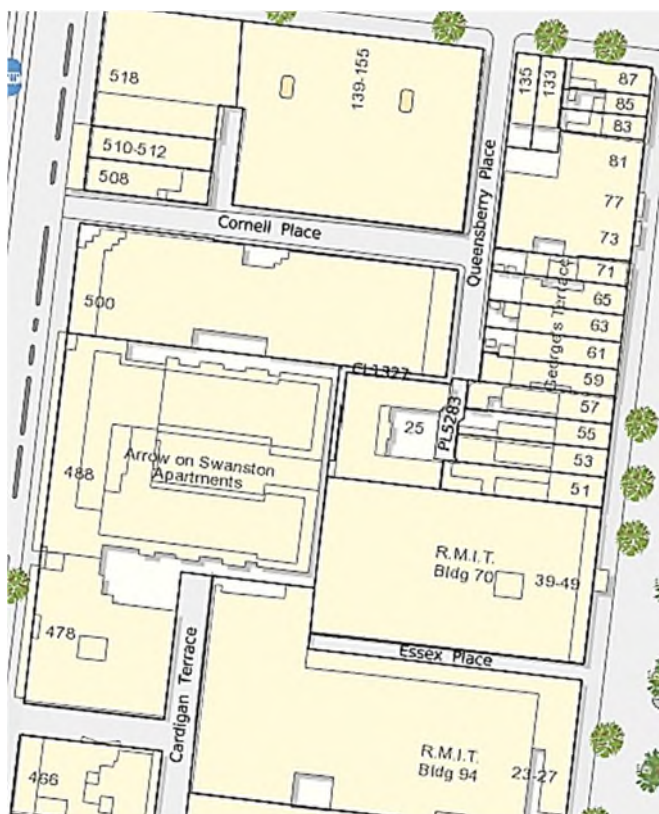 518
139-155
135
133
87
85
83
510-512
81
508
77
Cornell Place
Queensberry Place
73
71
500
65
George's Terrace
63
61
CL1327
59
57
25
PL5283
55
488
Arrow on Swanston
Apartments
53
51
R.M.I.T.
Bldg 70
39-49
478
Essex Place
Cardigan Terrace
R.M.I.T.
Bldg 94
23-27
466